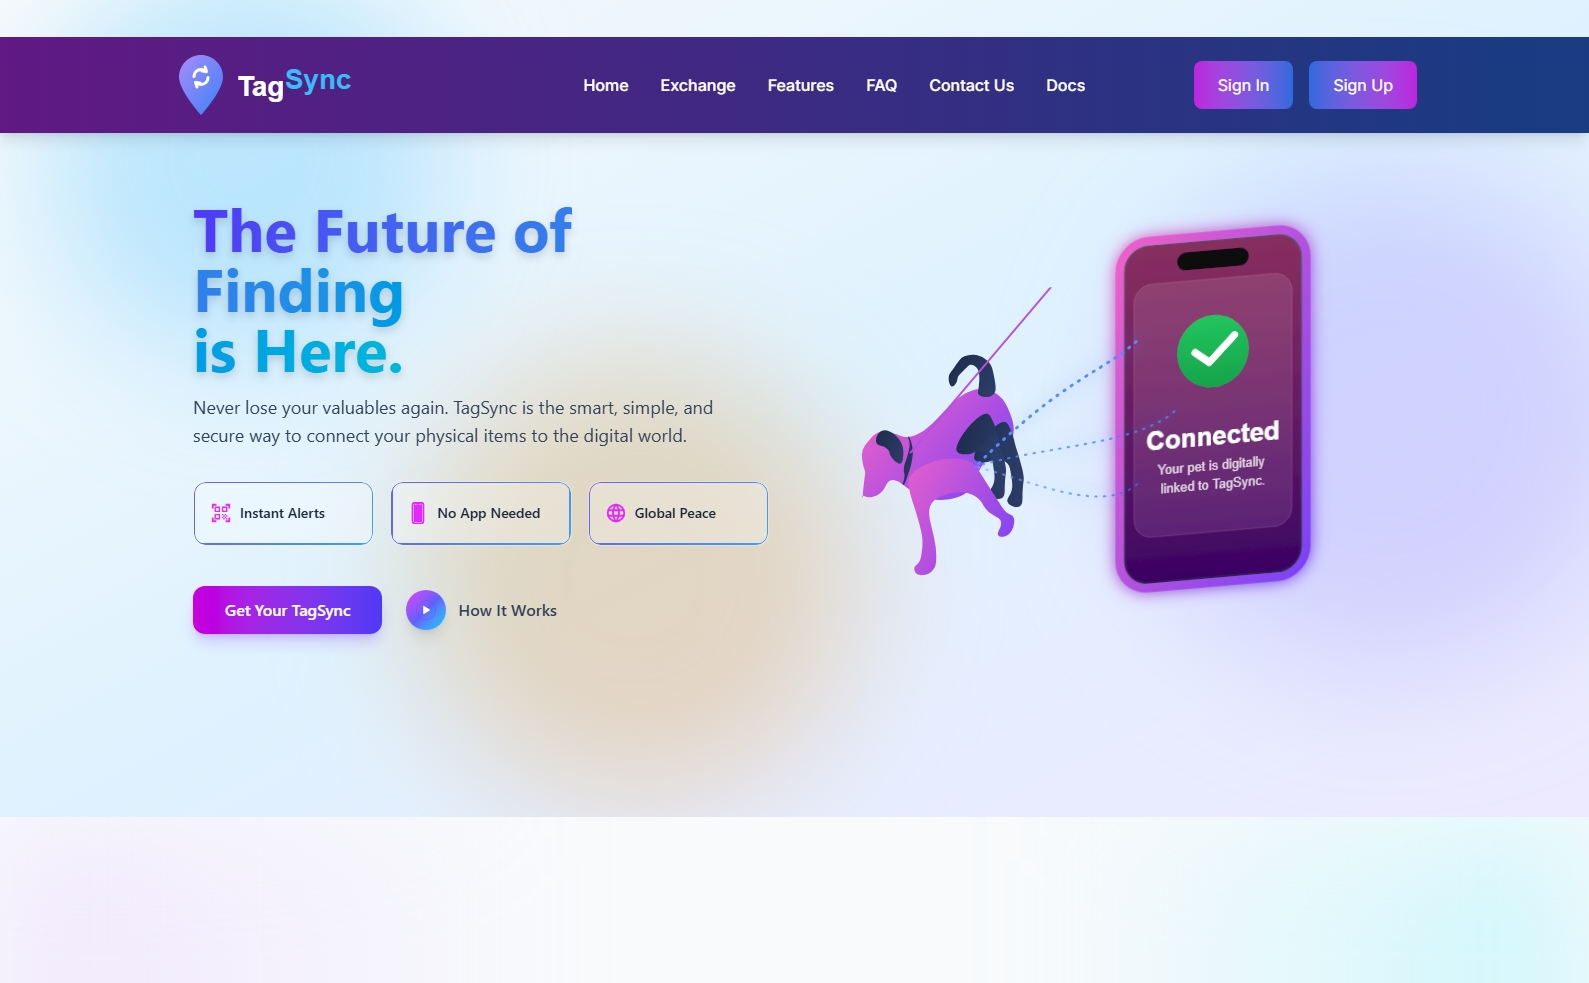 TagSync
Home Exchange Features FAQ Contact Us Docs
Sign In Sign Up
The Future of
Finding
is Here.
Never lose your valuables again. TagSync is the smart, simple, and
secure way to connect your physical items to the digital world.
Instant Alerts
No App Needed
Global Peace
Get Your TagSync
How It Works
Connected
Your pet is digitally
linked to TagSync.